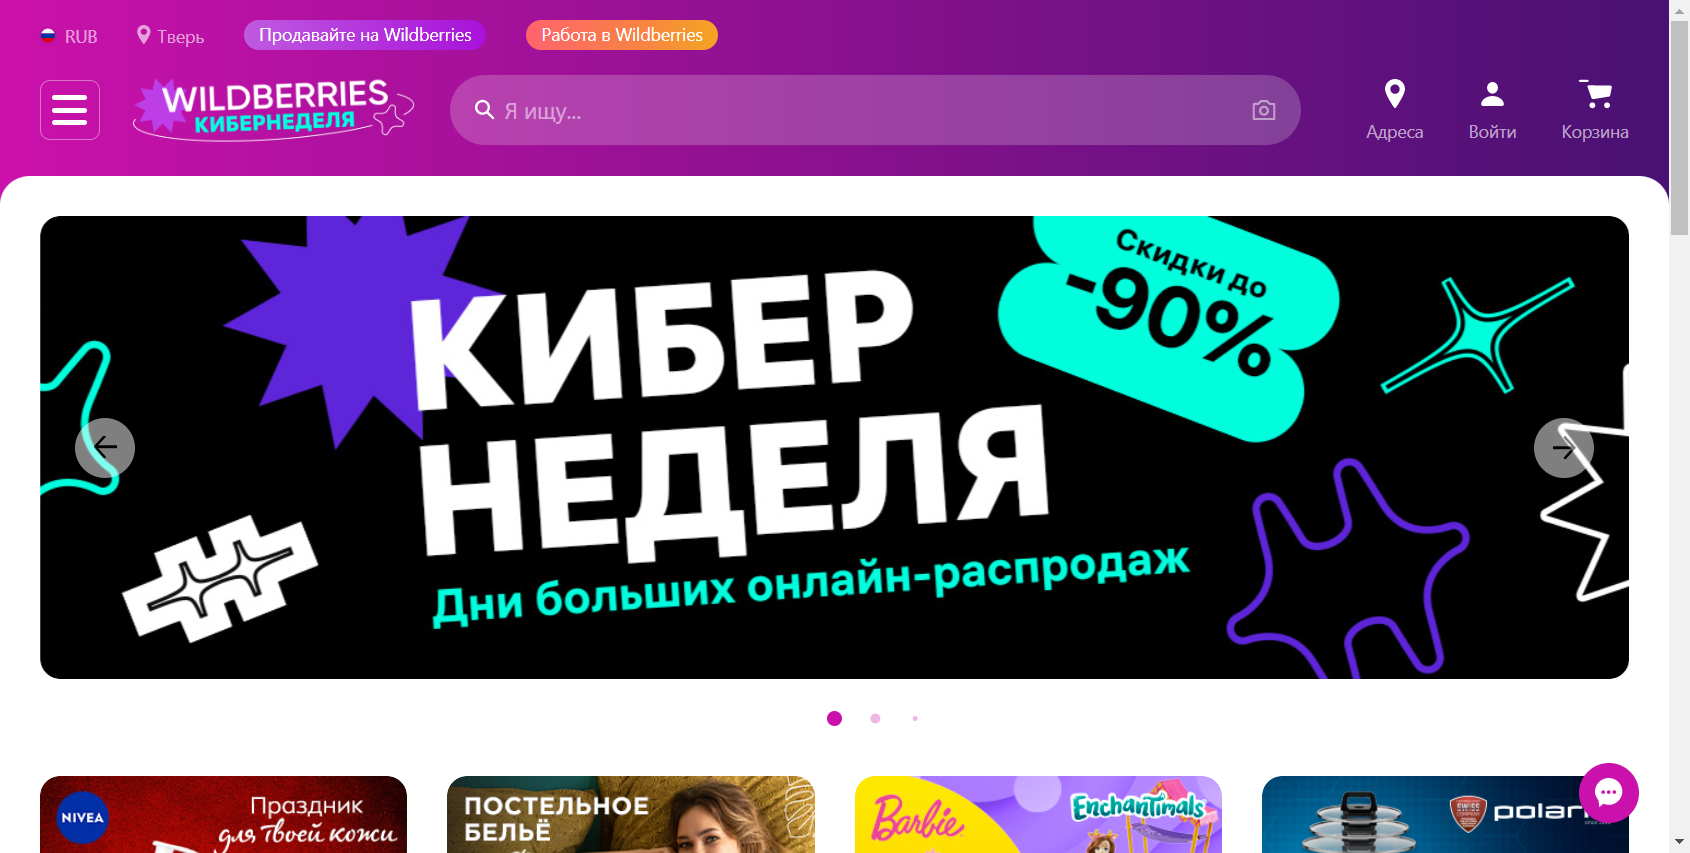 RUB
Тверь
Продавайте на Wildberries
Работа в Wildberries
WILDBERRIES
КИБЕРНЕДЕЛЯ
Я ищу...
Адреса
Войти
Корзина
Скидки до
-90%
КИБЕР
НЕДЕЛЯ
Дни больших онлайн-распродаж
NIVEA
Праздник
для твоей кожи
ПОСТЕЛЬНОЕ
БЕЛЬЁ
Barbie
Enchantimals
SWISS
polar